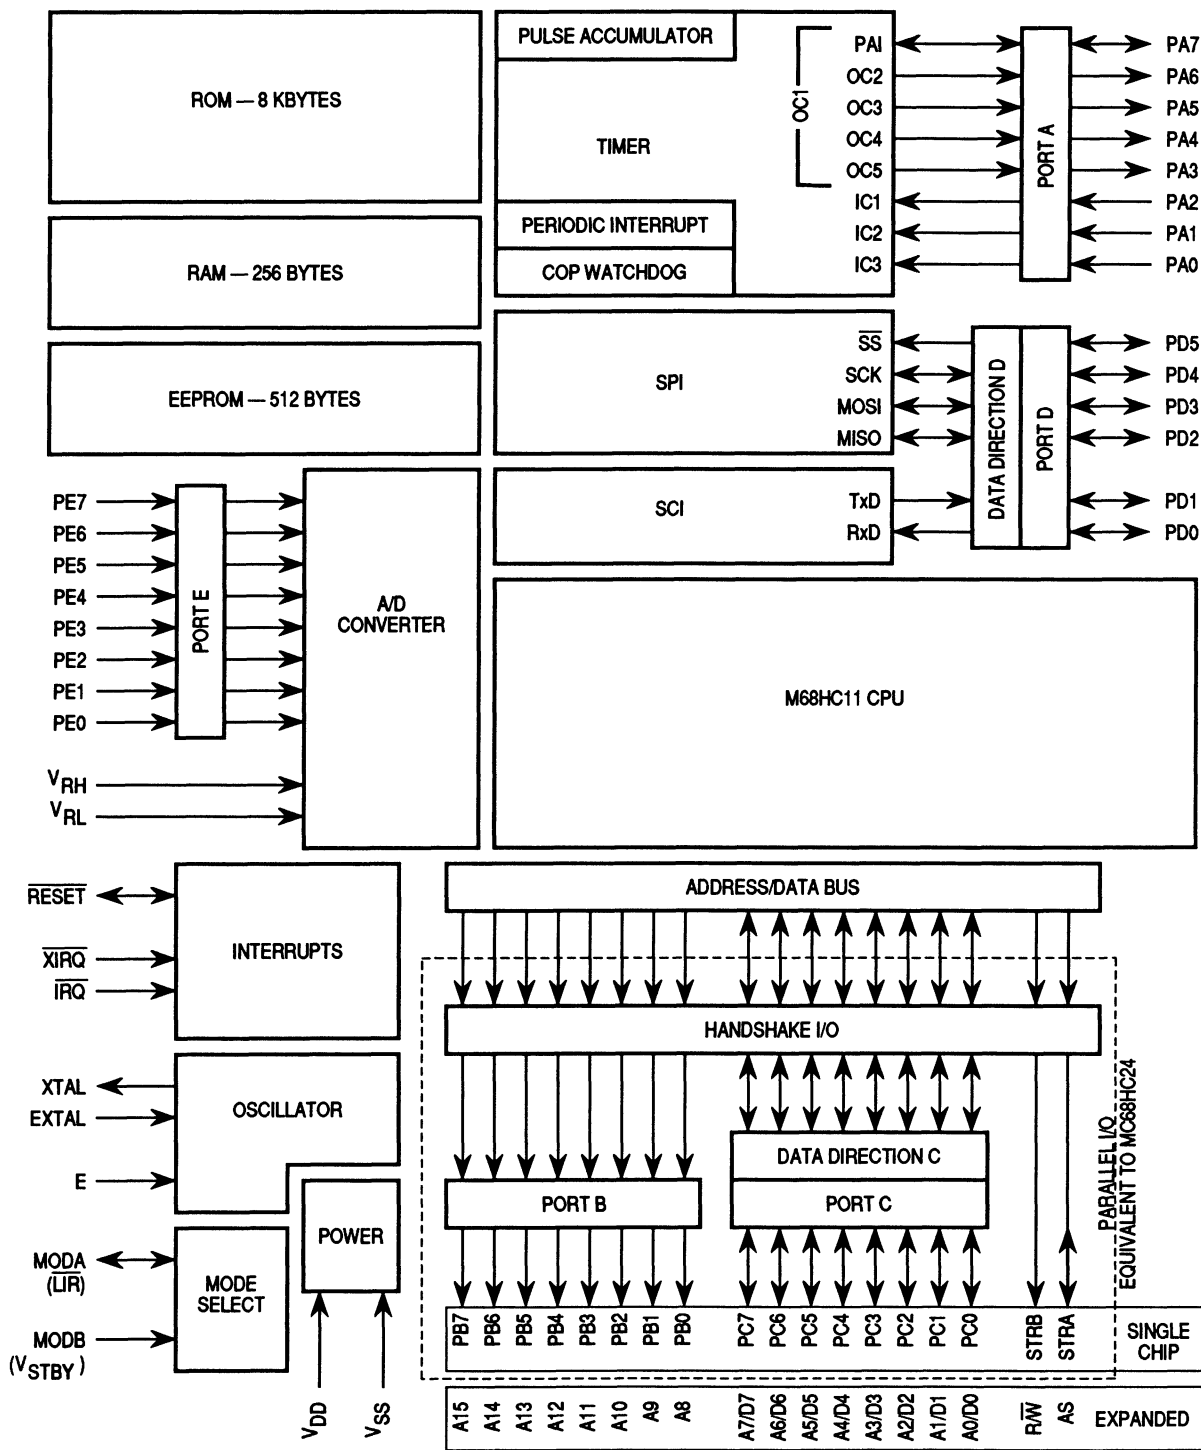 ROM — 8 KBYTES
RAM — 256 BYTES
EEPROM — 512 BYTES
PULSE ACCUMULATOR
TIMER
PERIODIC INTERRUPT
COP WATCHDOG
OC1
PAI
OC2
OC3
OC4
OC5
IC1
IC2
IC3
PORT A
PA7
PA6
PA5
PA4
PA3
PA2
PA1
PA0
SPI
SS
SCK
MOSI
MISO
SCI
TxD
RxD
DATA DIRECTION D
PORT D
PD5
PD4
PD3
PD2
PD1
PD0
PE7
PE6
PE5
PE4
PE3
PE2
PE1
PE0
PORT E
A/D
CONVERTER
VRH
VRL
M68HC11 CPU
RESET
XIRQ
IRQ
INTERRUPTS
XTAL
EXTAL
E
OSCILLATOR
POWER
MODA
(LIR)
MODB
(VSTBY)
MODE
SELECT
VDD
VSS
ADDRESS/DATA BUS
HANDSHAKE I/O
DATA DIRECTION C
PORT B
PORT C
PARALLEL I/O
EQUIVALENT TO MC68HC24
PB7
PB6
PB5
PB4
PB3
PB2
PB1
PB0
PC7
PC6
PC5
PC4
PC3
PC2
PC1
PC0
STRB
STRA
SINGLE
CHIP
A15
A14
A13
A12
A11
A10
A9
A8
A7/D7
A6/D6
A5/D5
A4/D4
A3/D3
A2/D2
A1/D1
A0/D0
R/W
AS
EXPANDED